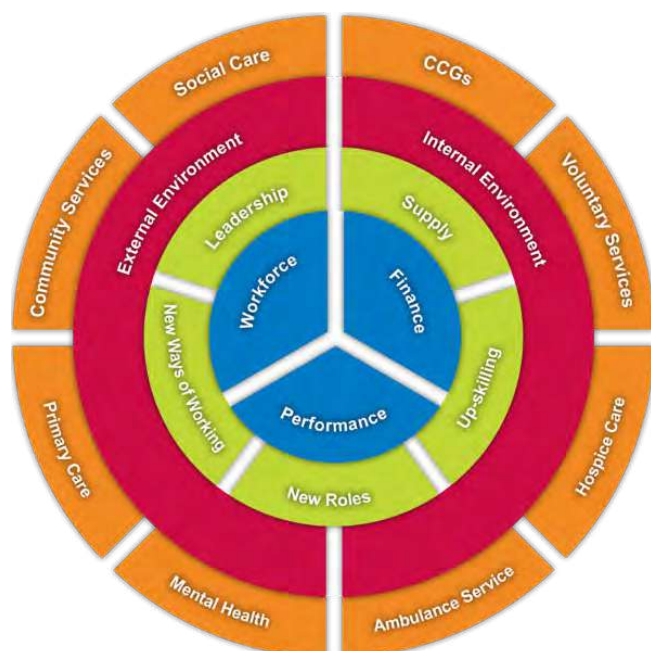 Social Care
CCGs
Voluntary Services
Hospice Care
Ambulance Service
Mental Health
Primary Care
Community Services
External Environment
Internal Environment
Leadership
Supply
Up-skilling
New Roles
New Ways of Working
Workforce
Finance
Performance